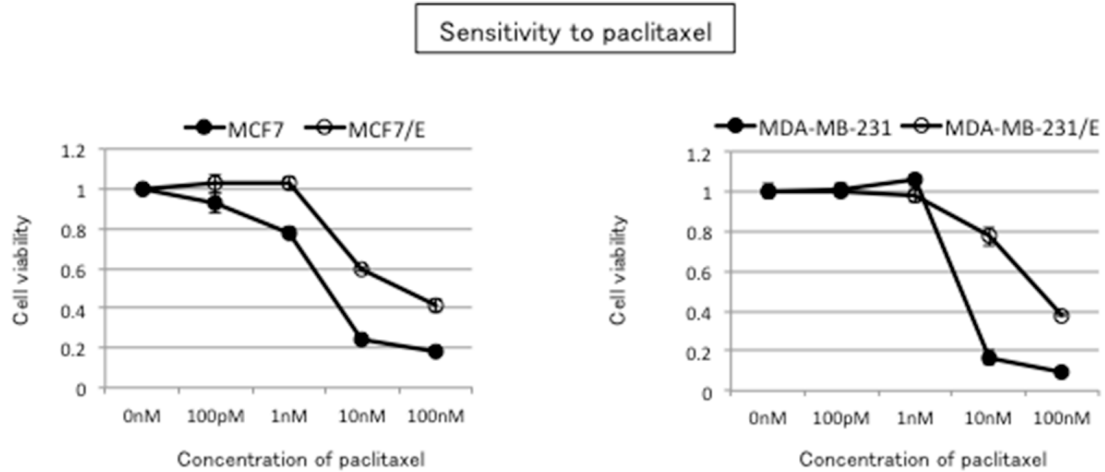 Sensitivity to paclitaxel
MCF7 MCF7/E
1.2
1
0.8
0.6
0.4
0.2
0
Cell viability
0nM 100pM 1nM 10nM 100nM
Concentration of paclitaxel
MDA-MB-231 MDA-MB-231/E
1.2
1
0.8
0.6
0.4
0.2
0
Cell viability
0nM 100pM 1nM 10nM 100nM
Concentration of paclitaxel